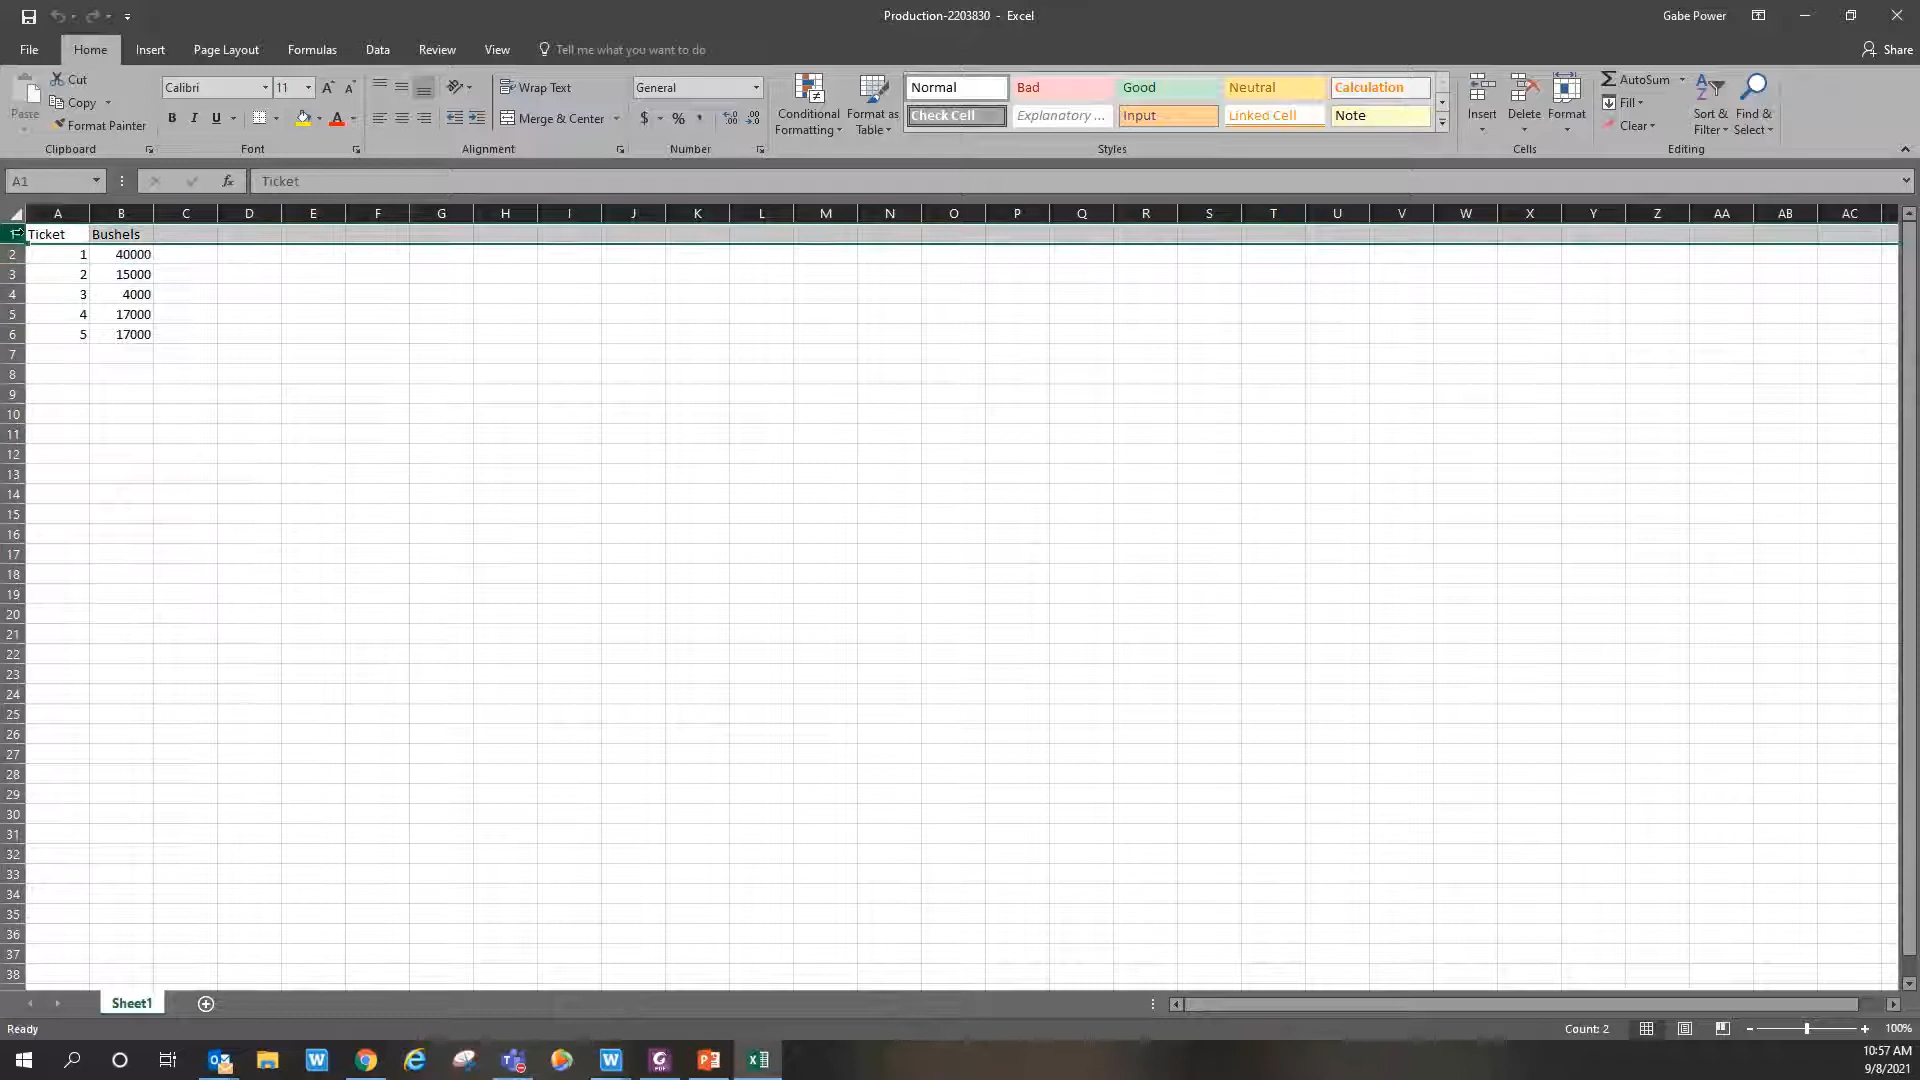 Production-2203830 - Excel
Gabe Power
File Home Insert Page Layout Formulas Data Review View Tell me what you want to do
Share
Paste
Cut
Copy
Format Painter
Clipboard
Calibri 11
A A
B I U A
Font
Wrap Text
Merge & Center
Alignment
General
$ % ,
Number
Conditional Formatting
Format as Table
Normal Bad Good Neutral Calculation
Check Cell Explanatory ... Input Linked Cell Note
Styles
Insert Delete Format
Cells
AutoSum
Fill
Clear
Sort & Filter
Find & Select
Editing
A1 fx Ticket
A B C D E F G H I J K L M N O P Q R S T U V W X Y Z AA AB AC
1 Ticket Bushels
2 1 40000
3 2 15000
4 3 4000
5 4 17000
6 5 17000
7
8
9
10
11
12
13
14
15
16
17
18
19
20
21
22
23
24
25
26
27
28
29
30
31
32
33
34
35
36
37
38
Sheet1
Ready
Count: 2
100%
10:57 AM
9/8/2021